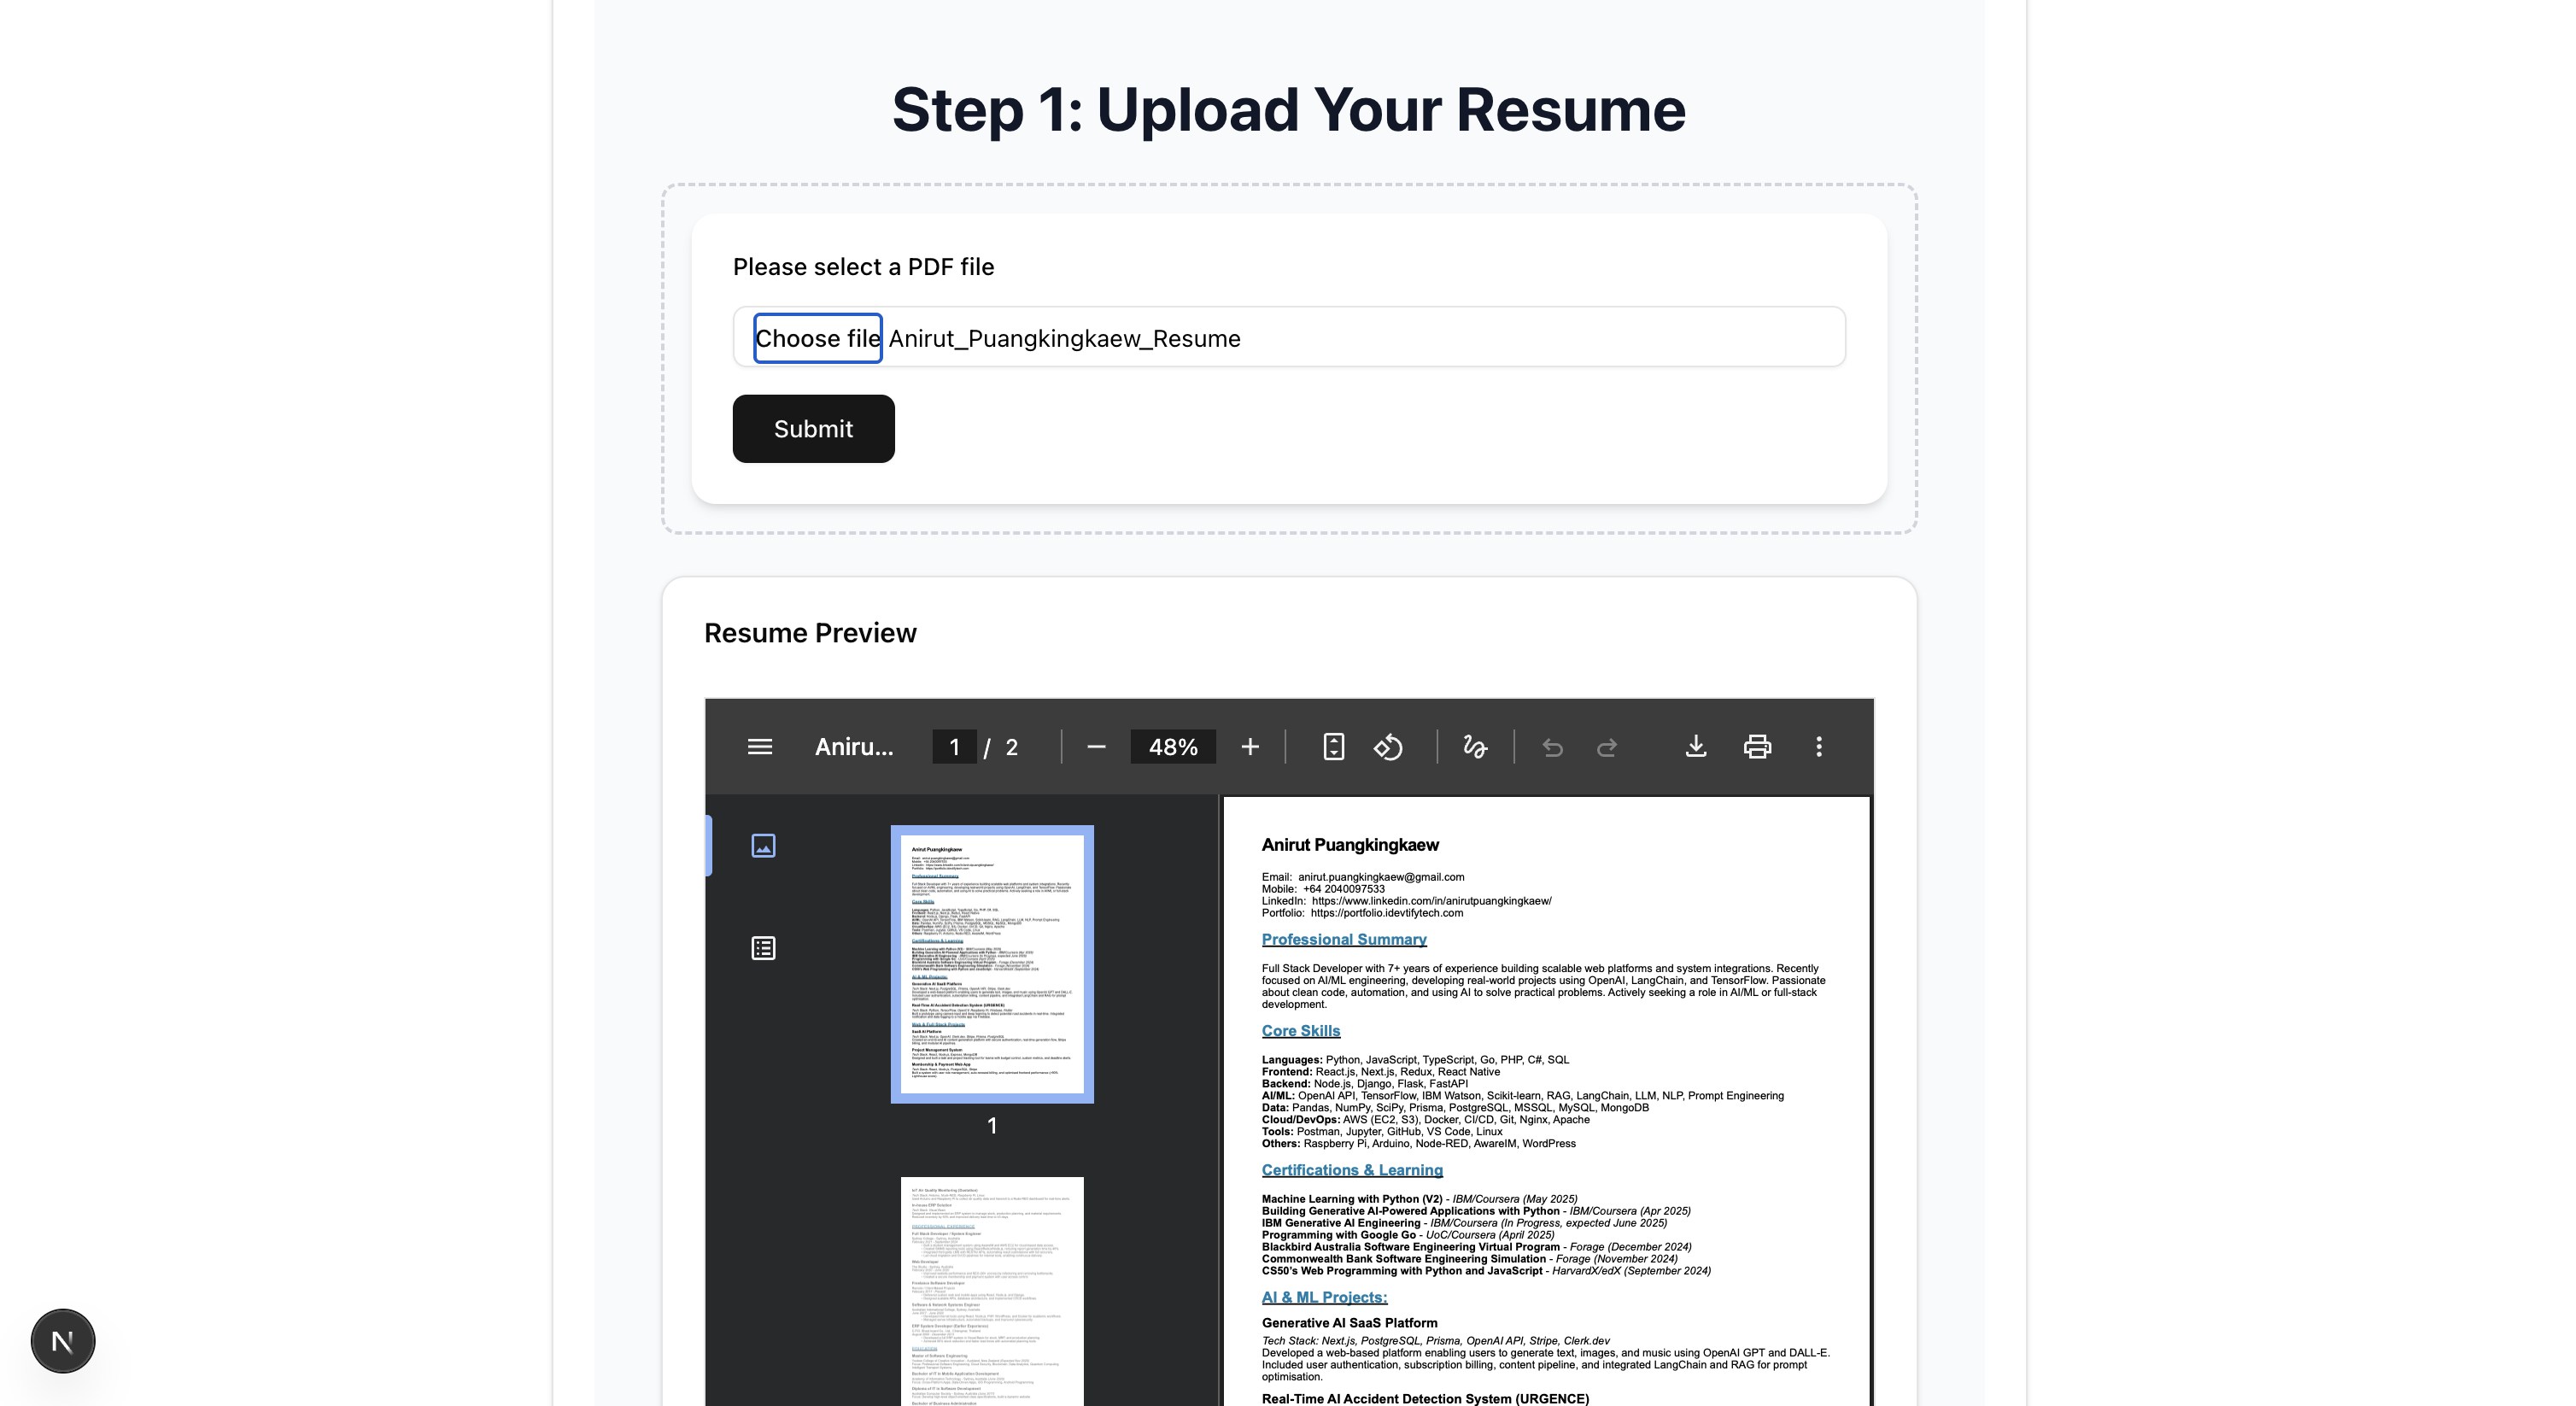 Step 1: Upload Your Resume
Please select a PDF file
Choose file Anirut_Puangkingkaew_Resume
Submit
Resume Preview
Aniru... 1 / 2 48%
1
Anirut Puangkingkaew
Email: anirut.puangkingkaew@gmail.com
Mobile: +64 2040097533
LinkedIn: https://www.linkedin.com/in/anirutpuangkingkaew/
Portfolio: https://portfolio.idevtifytech.com
Professional Summary
Full Stack Developer with 7+ years of experience building scalable web platforms and system integrations. Recently
focused on AI/ML engineering, developing real-world projects using OpenAI, LangChain, and TensorFlow. Passionate
about clean code, automation, and using AI to solve practical problems. Actively seeking a role in AI/ML or full-stack
development.
Core Skills
Languages: Python, JavaScript, TypeScript, Go, PHP, C#, SQL
Frontend: React.js, Next.js, Redux, React Native
Backend: Node.js, Django, Flask, FastAPI
AI/ML: OpenAI API, TensorFlow, IBM Watson, Scikit-learn, RAG, LangChain, LLM, NLP, Prompt Engineering
Data: Pandas, NumPy, SciPy, Prisma, PostgreSQL, MSSQL, MySQL, MongoDB
Cloud/DevOps: AWS (EC2, S3), Docker, CI/CD, Git, Nginx, Apache
Tools: Postman, Jupyter, GitHub, VS Code, Linux
Others: Raspberry Pi, Arduino, Node-RED, AwareIM, WordPress
Certifications & Learning
Machine Learning with Python (V2) - IBM/Coursera (May 2025)
Building Generative AI-Powered Applications with Python - IBM/Coursera (Apr 2025)
IBM Generative AI Engineering - IBM/Coursera (In Progress, expected June 2025)
Programming with Google Go - UoC/Coursera (April 2025)
Blackbird Australia Software Engineering Virtual Program - Forage (December 2024)
Commonwealth Bank Software Engineering Simulation - Forage (November 2024)
CS50's Web Programming with Python and JavaScript - HarvardX/edX (September 2024)
AI & ML Projects:
Generative AI SaaS Platform
Tech Stack: Next.js, PostgreSQL, Prisma, OpenAI API, Stripe, Clerk.dev
Developed a web-based platform enabling users to generate text, images, and music using OpenAI GPT and DALL-E.
Included user authentication, subscription billing, content pipeline, and integrated LangChain and RAG for prompt
optimisation.
Real-Time AI Accident Detection System (URGENCE)
N